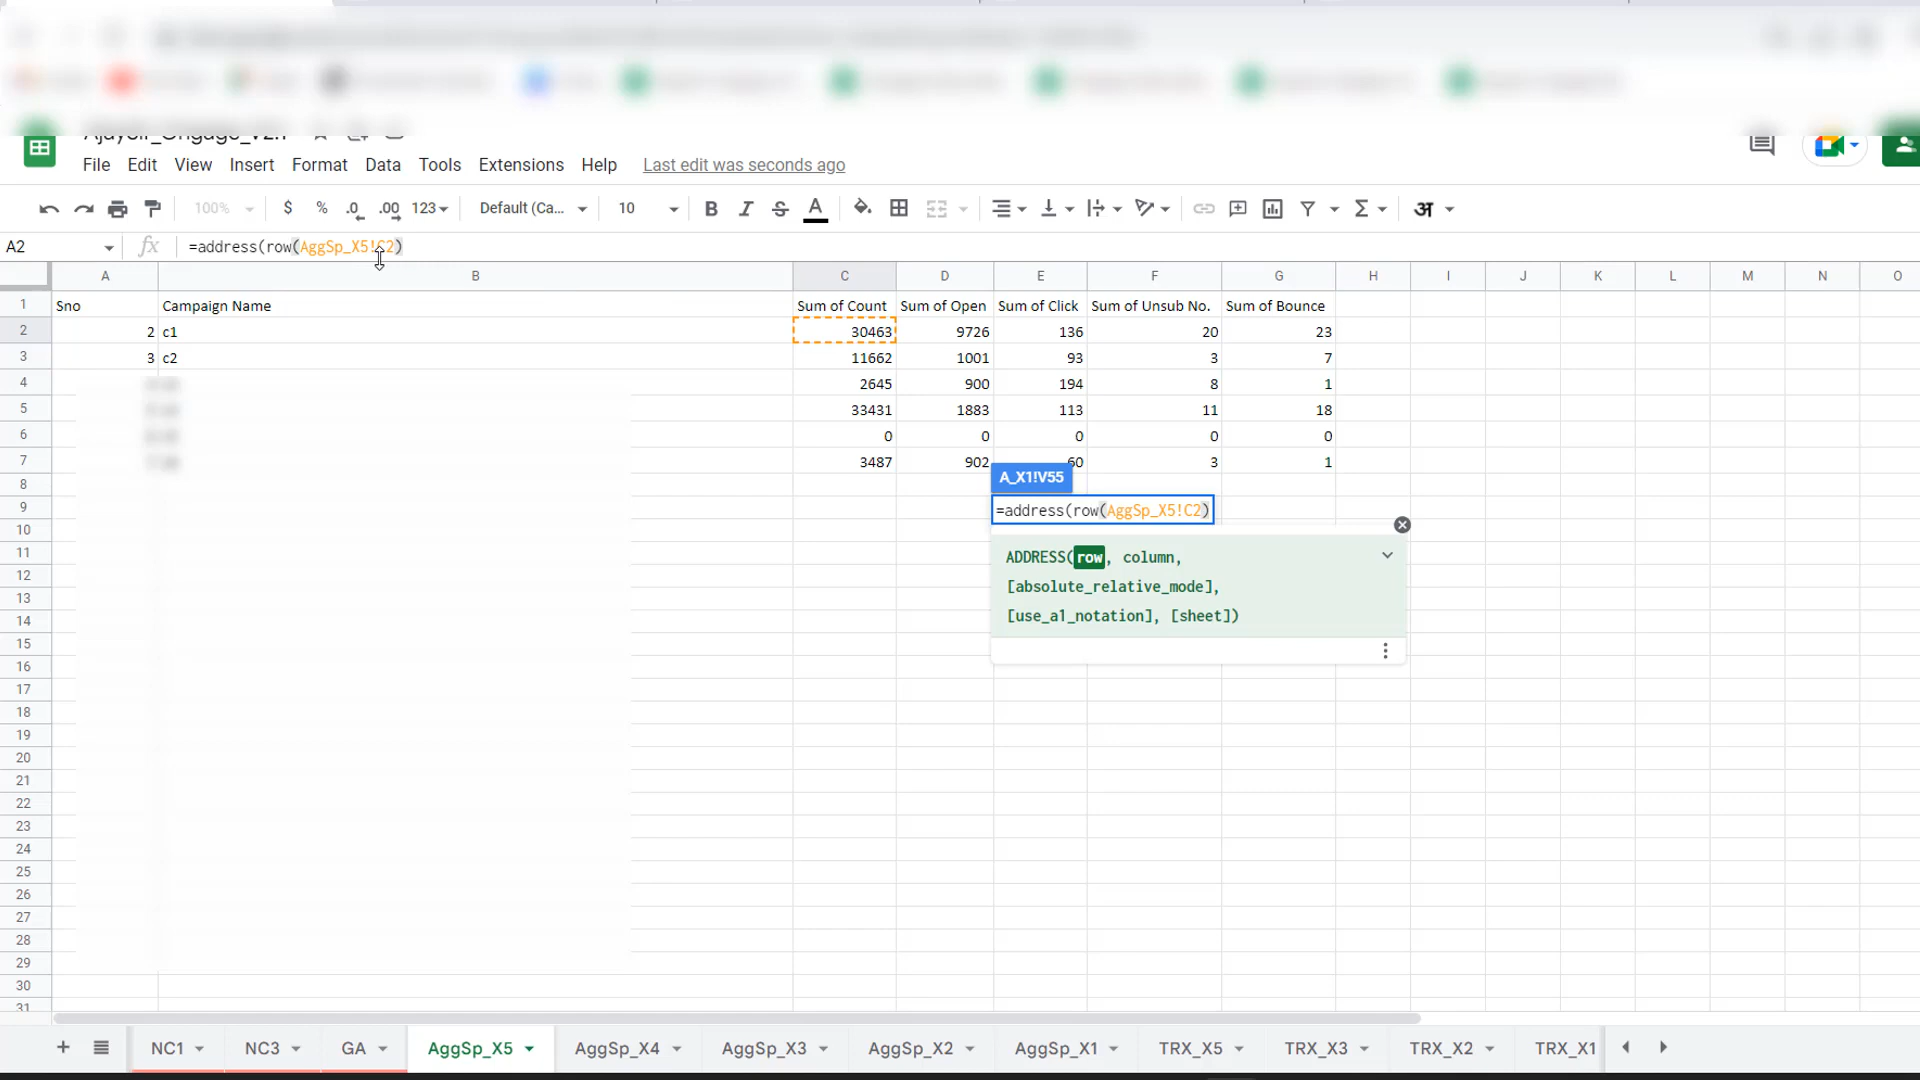 File Edit View Insert Format Data Tools Extensions Help Last edit was seconds ago
100% $ % .0 .00 123 Default (Ca... 10 B I S A Σ अ
A2 fx =address(row(AggSp_X5!C2)
A B C D E F G H I J K L M N O
1 Sno Campaign Name Sum of Count Sum of Open Sum of Click Sum of Unsub No. Sum of Bounce
2 2 c1 30463 9726 136 20 23
3 3 c2 11662 1001 93 3 7
4 2645 900 194 8 1
5 33431 1883 113 11 18
6 0 0 0 0 0
7 3487 902 60 3 1
8 A_X1!V55
9 =address(row(AggSp_X5!C2)
10
11 ADDRESS(row, column,
12 [absolute_relative_mode],
13 [use_a1_notation], [sheet])
14
15
16
17
18
19
20
21
22
23
24
25
26
27
28
29
30
31
+ NC1 NC3 GA AggSp_X5 AggSp_X4 AggSp_X3 AggSp_X2 AggSp_X1 TRX_X5 TRX_X3 TRX_X2 TRX_X1